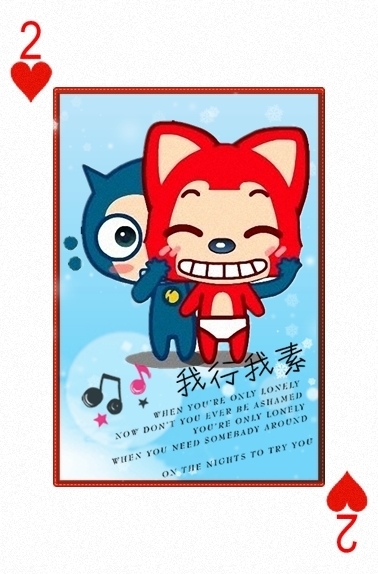 2
我行我素
WHEN YOU'RE ONLY LONELY
NOW DON'T YOU EVER BE ASHAMED
YOU'RE ONLY LONELY
WHEN YOU NEED SOMEBADY AROUND
ON THE NIGHTS TO TRY YOU
2